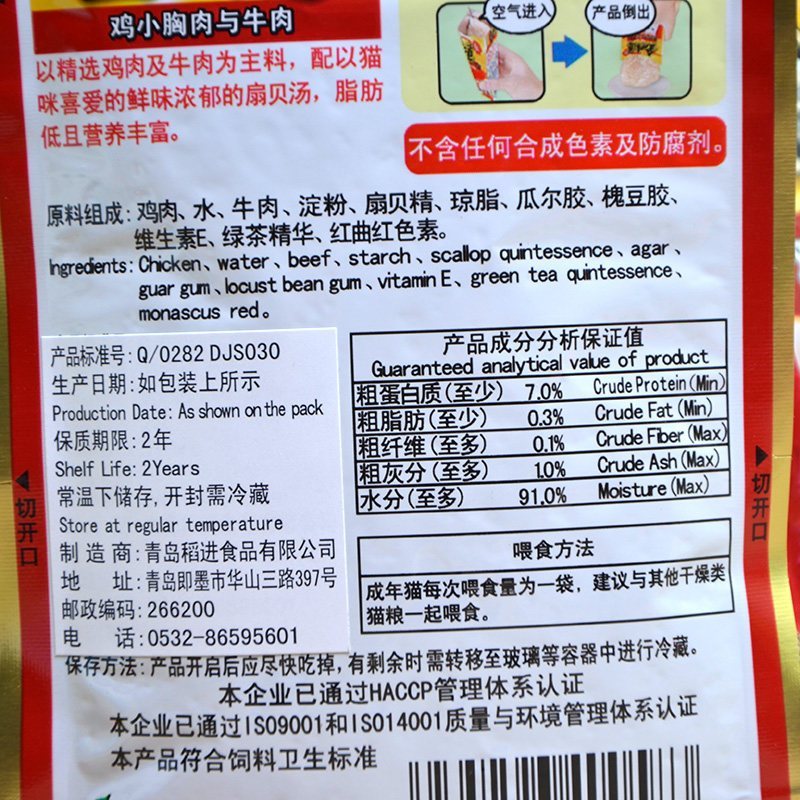 空气进入
产品倒出
鸡小胸肉与牛肉
以精选鸡肉及牛肉为主料，配以猫
咪喜爱的鲜味浓郁的扇贝汤，脂肪
低且营养丰富。
不含任何合成色素及防腐剂。
原料组成：鸡肉、水、牛肉、淀粉、扇贝精、琼脂、瓜尔胶、槐豆胶、
维生素E、绿茶精华、红曲红色素。
Ingredients: Chicken、water、beef、starch、scallop quintessence、agar、
guar gum、locust bean gum、vitamin E、green tea quintessence、
monascus red。
产品标准号: Q/0282 DJS030
生产日期: 如包装上所示
Production Date: As shown on the pack
保质期限: 2年
Shelf Life: 2Years
常温下储存, 开封需冷藏
Store at regular temperature
制 造 商: 青岛稻进食品有限公司
地 址: 青岛即墨市华山三路397号
邮政编码: 266200
电 话: 0532-86595601
产品成分分析保证值
Guaranteed analytical value of product
粗蛋白质(至少) 7.0% Crude Protein (Min)
粗脂肪(至少) 0.3% Crude Fat (Min)
粗纤维(至多) 0.1% Crude Fiber (Max)
粗灰分(至多) 1.0% Crude Ash (Max)
水分(至多) 91.0% Moisture (Max)
喂食方法
成年猫每次喂食量为一袋，建议与其他干燥类
猫粮一起喂食。
切开口
切开口
保存方法: 产品开启后应尽快吃掉, 有剩余时需转移至玻璃等容器中进行冷藏。
本企业已通过HACCP管理体系认证
本企业已通过ISO9001和ISO14001质量与环境管理体系认证
本产品符合饲料卫生标准